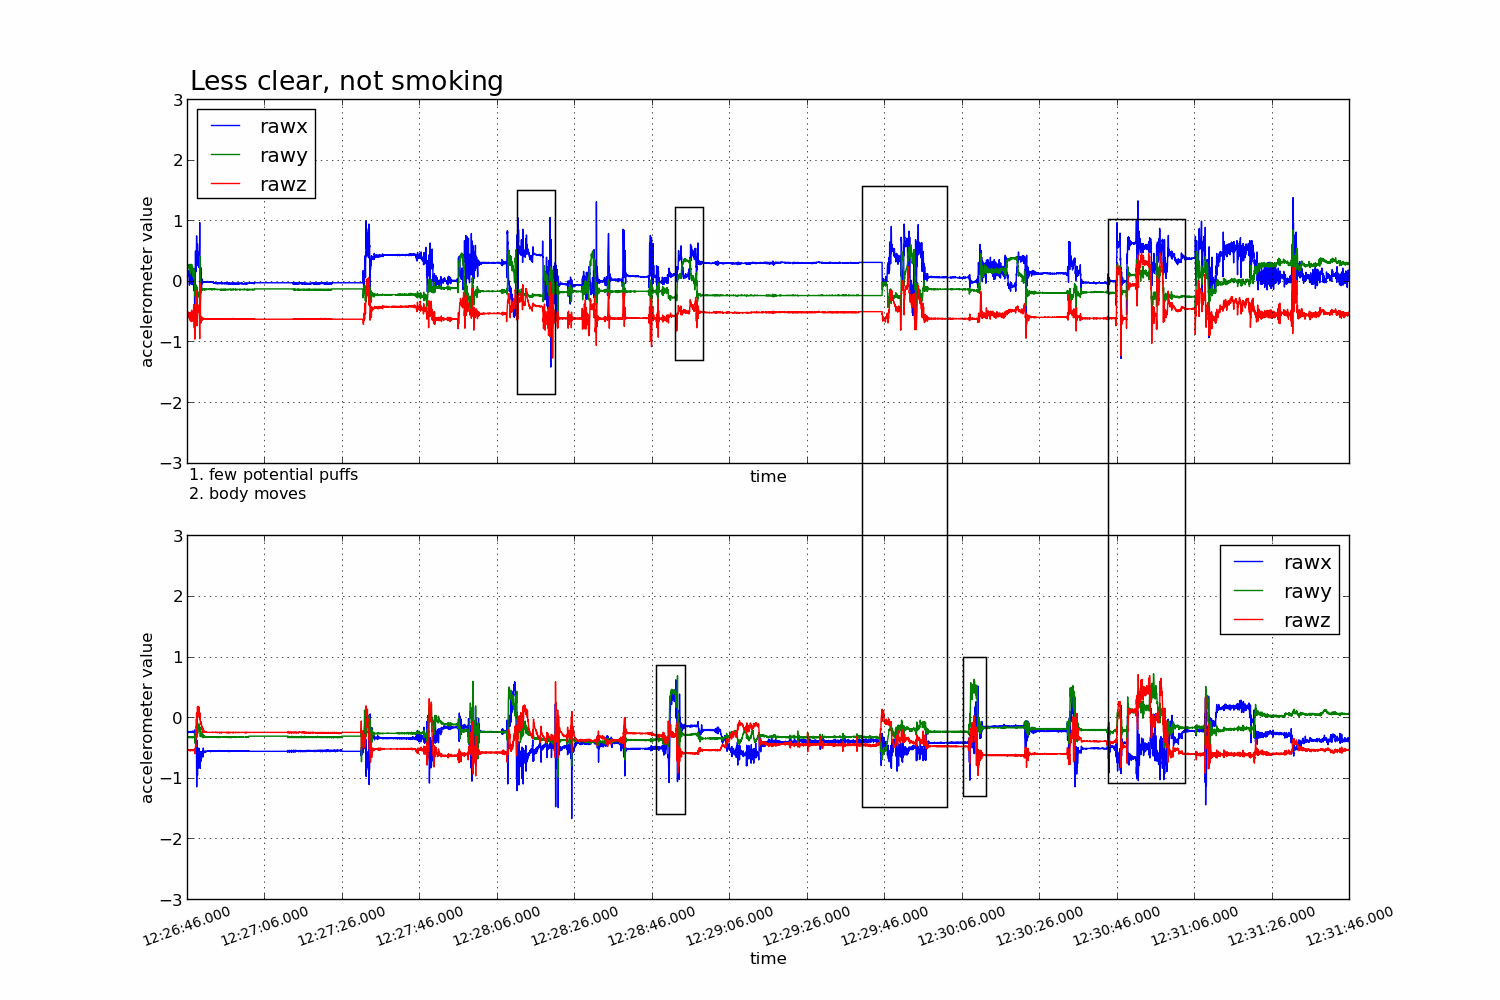 Less clear, not smoking
3
2
1
0
−1
−2
−3
accelerometer value
rawx
rawy
rawz
time
1. few potential puffs
2. body moves
3
2
1
0
−1
−2
−3
accelerometer value
rawx
rawy
rawz
12:26:46.000
12:27:06.000
12:27:26.000
12:27:46.000
12:28:06.000
12:28:26.000
12:28:46.000
12:29:06.000
12:29:26.000
12:29:46.000
12:30:06.000
12:30:26.000
12:30:46.000
12:31:06.000
12:31:26.000
12:31:46.000
time